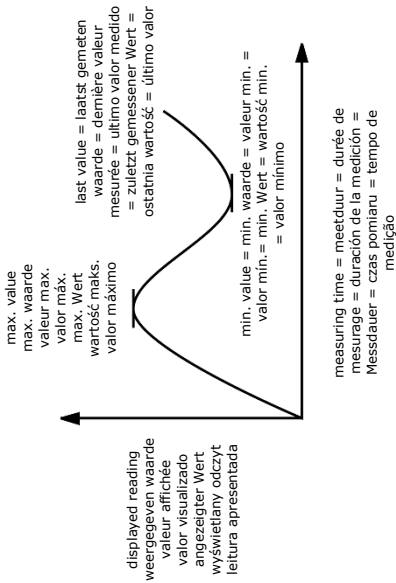 max. value
max. waarde
valeur max.
valor máx.
max. Wert
wartość maks.
valor máximo
last value = laatst gemeten
waarde = dernière valeur
mesurée = ultimo valor medido
= zuletzt gemessener Wert =
ostatnia wartość = último valor
displayed reading
weergegeven waarde
valeur affichée
valor visualizado
angezeigter Wert
wyświetlany odczyt
leitura apresentada
min. value = min. waarde = valeur min. =
valor mín.= min. Wert = wartość min.
= valor mínimo
measuring time = meetduur = durée de
mesurage = duración de la medición =
Messdauer = czas pomiaru = tempo de
medição